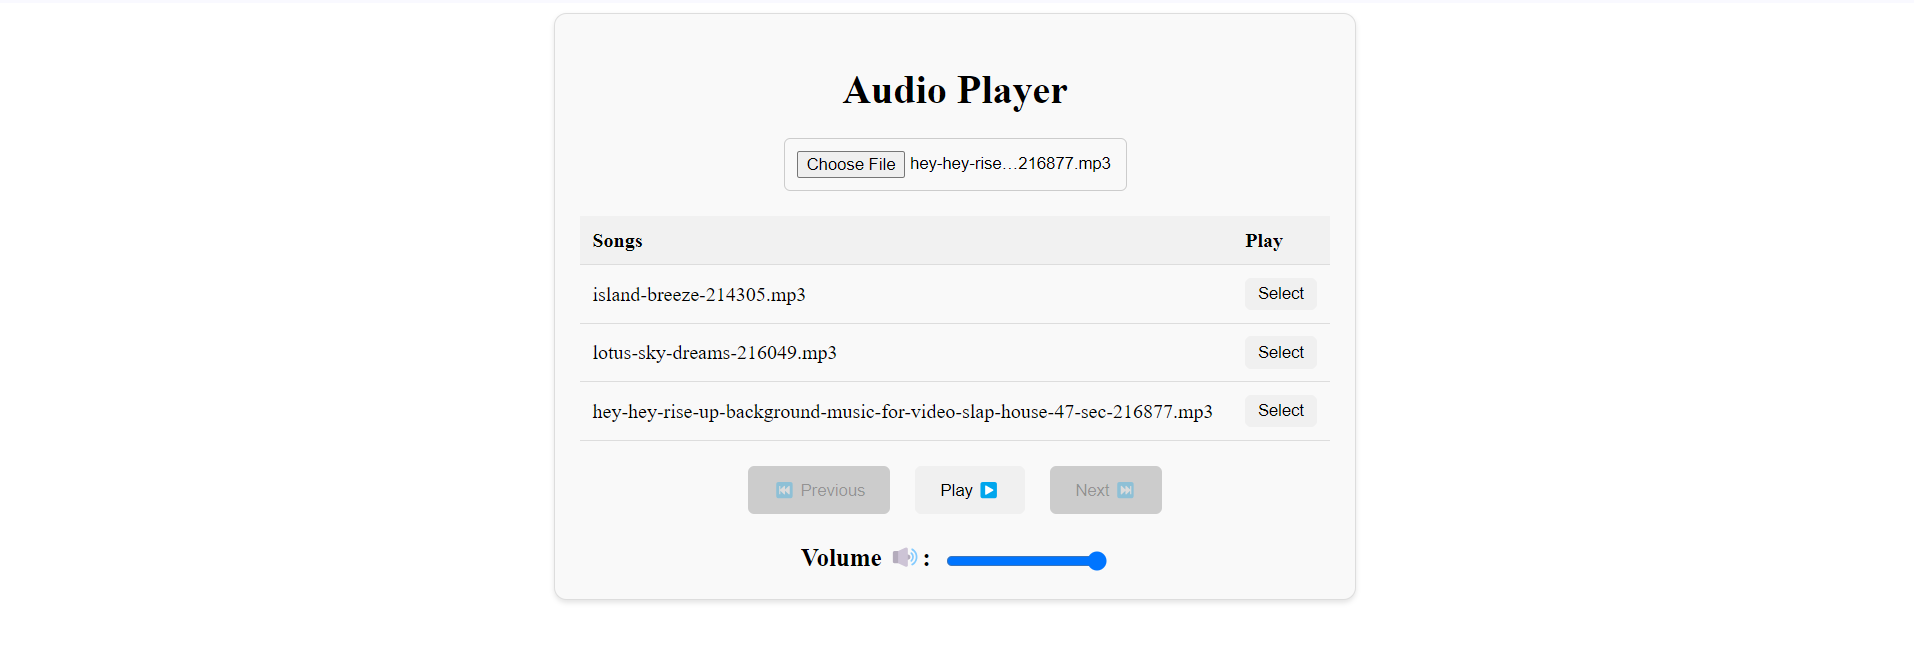 Audio Player
Choose File hey-hey-rise...216877.mp3
Songs Play
island-breeze-214305.mp3 Select
lotus-sky-dreams-216049.mp3 Select
hey-hey-rise-up-background-music-for-video-slap-house-47-sec-216877.mp3 Select
⏮️ Previous Play ▶️ Next ⏭️
Volume 🔊 :